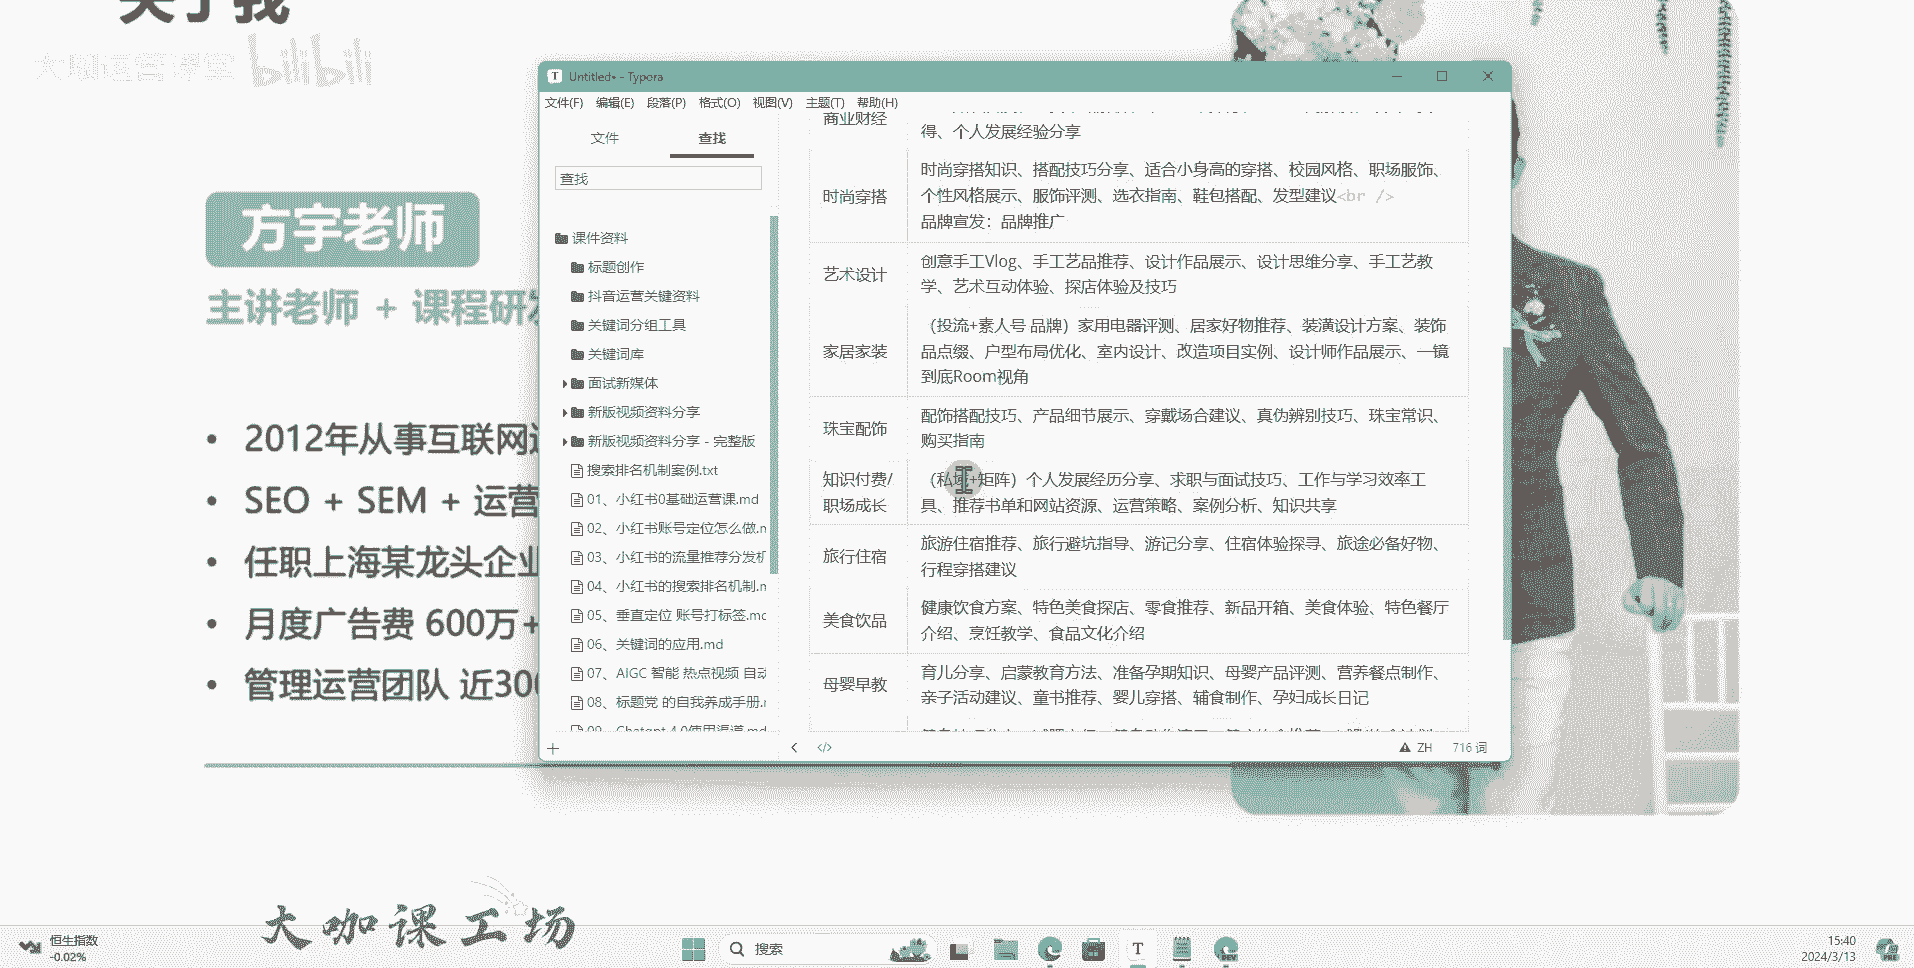 关于我
大咖运营课堂 bilibili
方宇老师
主讲老师 + 课程研发
2012年从事互联网运
SEO + SEM + 运营
任职上海某龙头企业
月度广告费 600万+
管理运营团队 近300
大咖课工场
Untitled• - Typora
文件(F) 编辑(E) 段落(P) 格式(O) 视图(V) 主题(T) 帮助(H)
文件 查找
查找
课件资料
标题创作
抖音运营关键资料
关键词分组工具
关键词库
面试新媒体
新版视频资料分享
新版视频资料分享 - 完整版
搜索排名机制案例.txt
01、小红书0基础运营课.md
02、小红书账号定位怎么做.m
03、小红书的流量推荐分发机
04、小红书的搜索排名机制.m
05、垂直定位 账号打标签.mc
06、关键词的应用.md
07、AIGC 智能 热点视频 自动
08、标题党 的自我养成手册.r
09、Chatgpt 4.0使用渠道.md
商业财经
得、个人发展经验分享
时尚穿搭
时尚穿搭知识、搭配技巧分享、适合小身高的穿搭、校园风格、职场服饰、
个性风格展示、服饰评测、选衣指南、鞋包搭配、发型建议<br />
品牌宣发：品牌推广
艺术设计
创意手工Vlog、手工艺品推荐、设计作品展示、设计思维分享、手工艺教
学、艺术互动体验、探店体验及技巧
家居家装
（投流+素人号 品牌）家用电器评测、居家好物推荐、装潢设计方案、装饰
品点缀、户型布局优化、室内设计、改造项目实例、设计师作品展示、一镜
到底Room视角
珠宝配饰
配饰搭配技巧、产品细节展示、穿戴场合建议、真伪辨别技巧、珠宝常识、
购买指南
知识付费/
职场成长
（私域+矩阵）个人发展经历分享、求职与面试技巧、工作与学习效率工
具、推荐书单和网站资源、运营策略、案例分析、知识共享
旅行住宿
旅游住宿推荐、旅行避坑指导、游记分享、住宿体验探寻、旅途必备好物、
行程穿搭建议
美食饮品
健康饮食方案、特色美食探店、零食推荐、新品开箱、美食体验、特色餐厅
介绍、烹饪教学、食品文化介绍
母婴早教
育儿分享、启蒙教育方法、准备孕期知识、母婴产品评测、营养餐点制作、
亲子活动建议、童书推荐、婴儿穿搭、辅食制作、孕妇成长日记
ZH 716 词
恒生指数
-0.02%
搜索
15:40
2024/3/13